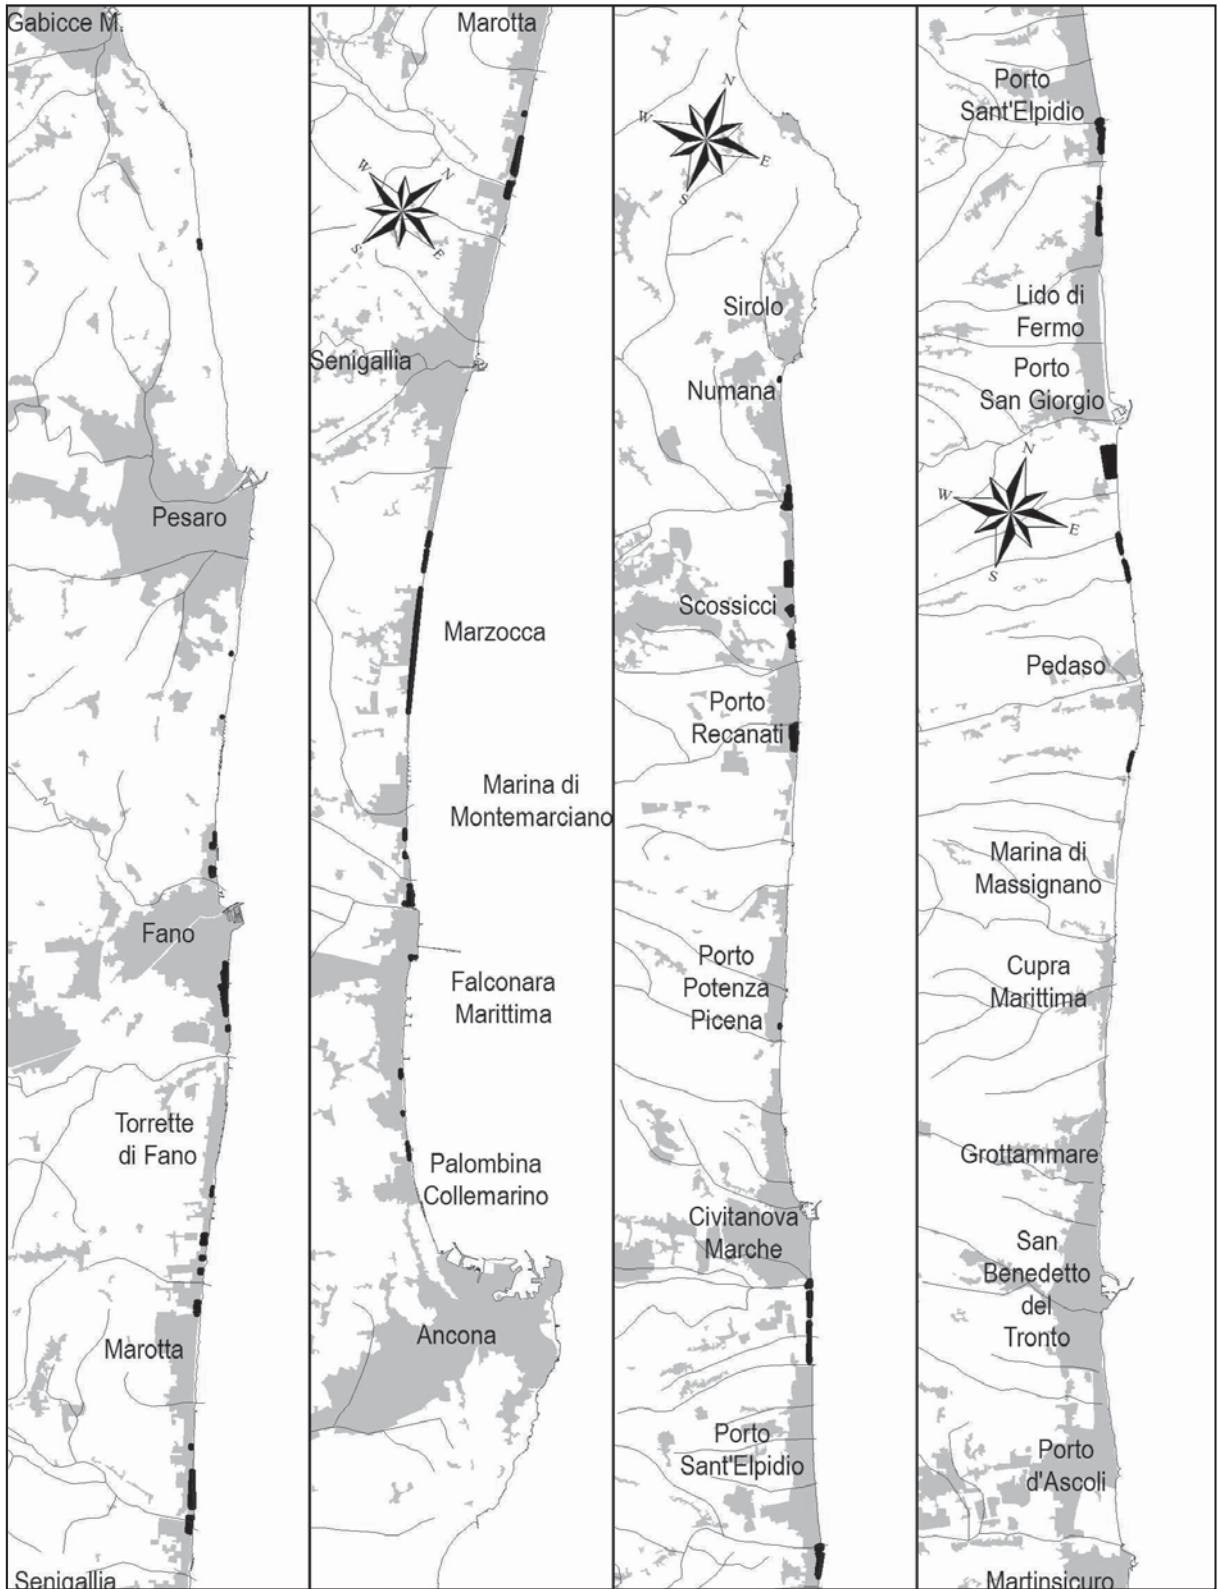 Gabicce M.
Pesaro
Fano
Torrette
di Fano
Marotta
Senigallia
Marotta
W
N
S
E
Senigallia
Marzocca
Marina di
Montemarciano
Falconara
Marittima
Palombina
Collemarino
Ancona
N
W
E
S
Sirolo
Numana
Scossicci
Porto
Recanati
Porto
Potenza
Picena
Civitanova
Marche
Porto
Sant'Elpidio
Porto
Sant'Elpidio
Lido di
Fermo
Porto
San Giorgio
N
W
E
S
Pedaso
Marina di
Massignano
Cupra
Marittima
Grottammare
San
Benedetto
del
Tronto
Porto
d'Ascoli
Martinsicuro